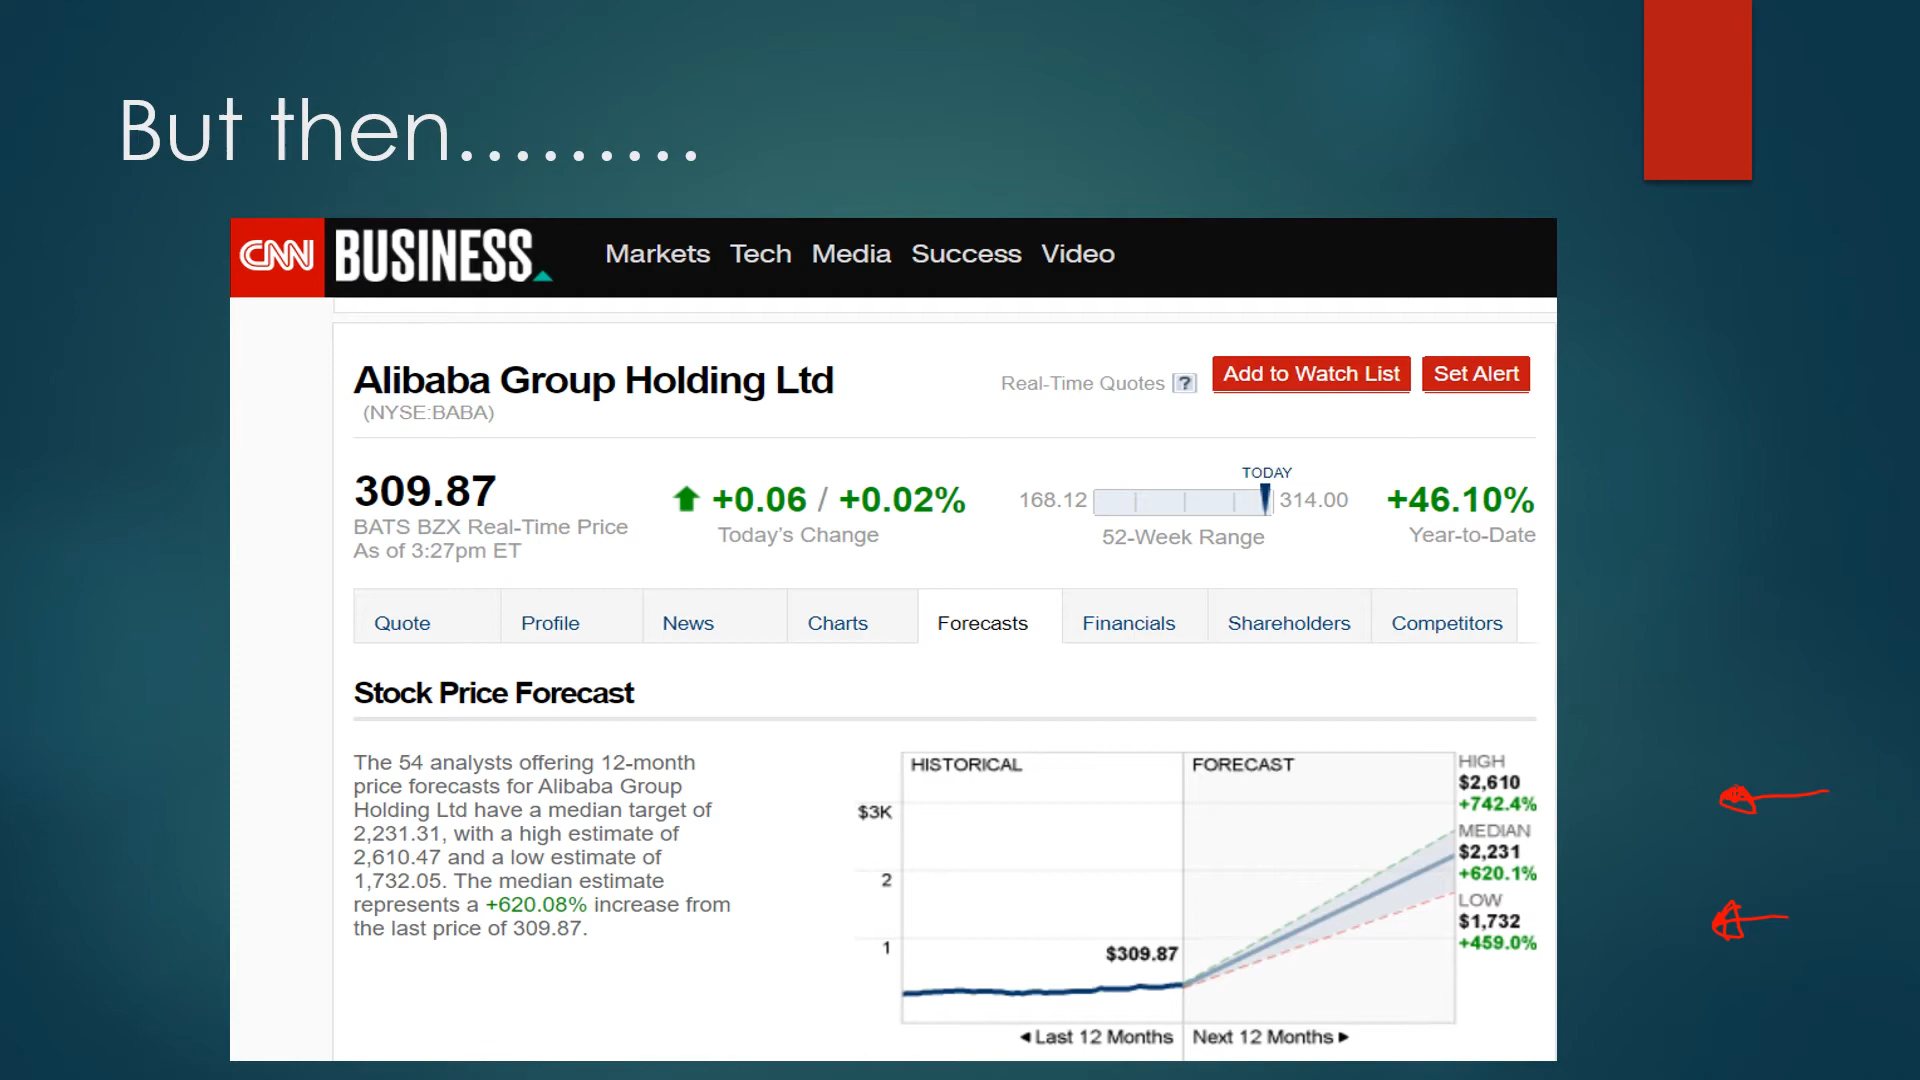 But then.........
CNN BUSINESS Markets Tech Media Success Video
Alibaba Group Holding Ltd
(NYSE:BABA)
Real-Time Quotes ? Add to Watch List Set Alert
309.87
BATS BZX Real-Time Price
As of 3:27pm ET
+0.06 / +0.02%
Today's Change
TODAY
168.12 314.00
52-Week Range
+46.10%
Year-to-Date
Quote Profile News Charts Forecasts Financials Shareholders Competitors
Stock Price Forecast
The 54 analysts offering 12-month
price forecasts for Alibaba Group
Holding Ltd have a median target of
2,231.31, with a high estimate of
2,610.47 and a low estimate of
1,732.05. The median estimate
represents a +620.08% increase from
the last price of 309.87.
HISTORICAL FORECAST
$3K
2
1
$309.87
HIGH
$2,610
+742.4%
MEDIAN
$2,231
+620.1%
LOW
$1,732
+459.0%
Last 12 Months Next 12 Months